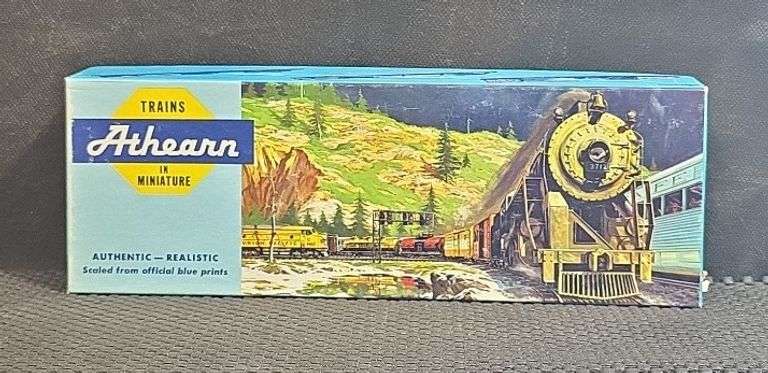 TRAINS
Athearn
IN
MINIATURE
AUTHENTIC — REALISTIC
Scaled from official blue prints